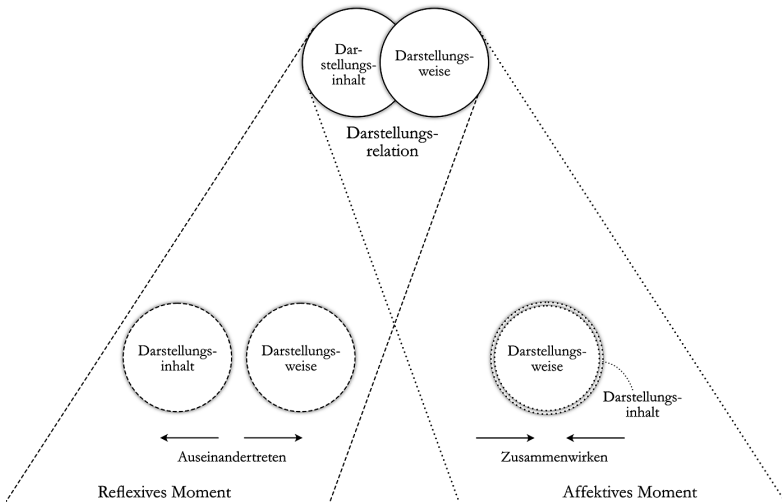 Dar-
stellungs-
inhalt
Darstellungs-
weise
Darstellungs-
relation
Darstellungs-
inhalt
Darstellungs-
weise
Darstellungs-
weise
Darstellungs-
inhalt
Auseinandertreten
Zusammenwirken
Reflexives Moment
Affektives Moment